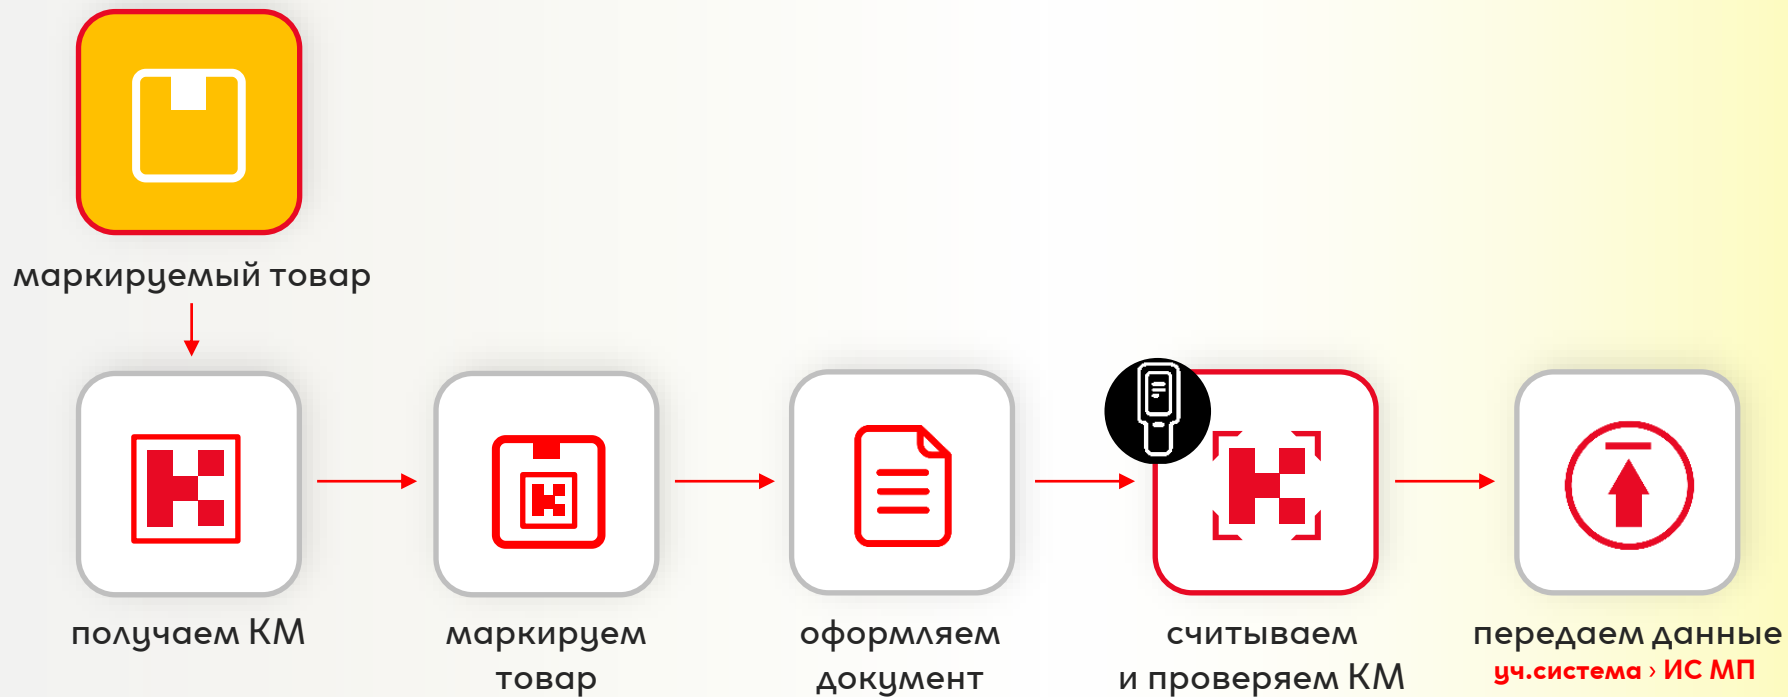 маркируемый товар
получаем КМ
маркируем
товар
оформляем
документ
считываем
и проверяем КМ
передаем данные
уч.система › ИС МП